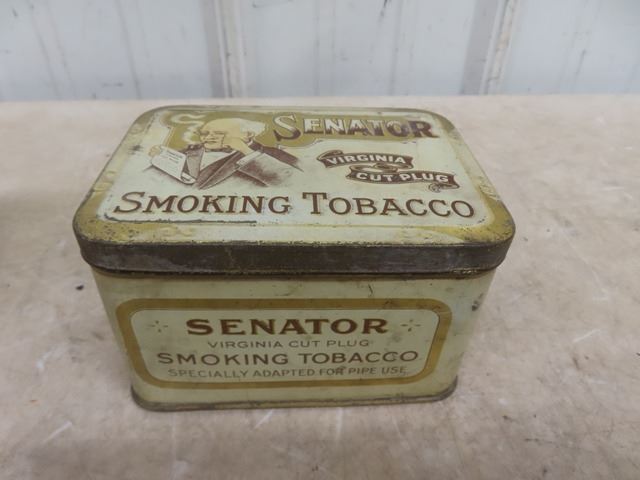 SENATOR
VIRGINIA
CUT PLUG
SMOKING TOBACCO
SENATOR
VIRGINIA CUT PLUG
SMOKING TOBACCO
SPECIALLY ADAPTED FOR PIPE USE